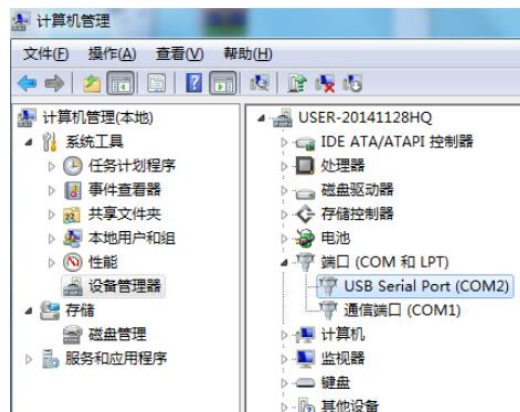 计算机管理
文件(F) 操作(A) 查看(V) 帮助(H)
计算机管理(本地)
系统工具
任务计划程序
事件查看器
共享文件夹
本地用户和组
性能
设备管理器
存储
磁盘管理
服务和应用程序
USER-20141128HQ
IDE ATA/ATAPI 控制器
处理器
磁盘驱动器
存储控制器
电池
端口 (COM 和 LPT)
USB Serial Port (COM2)
通信端口 (COM1)
计算机
监视器
键盘
其他设备